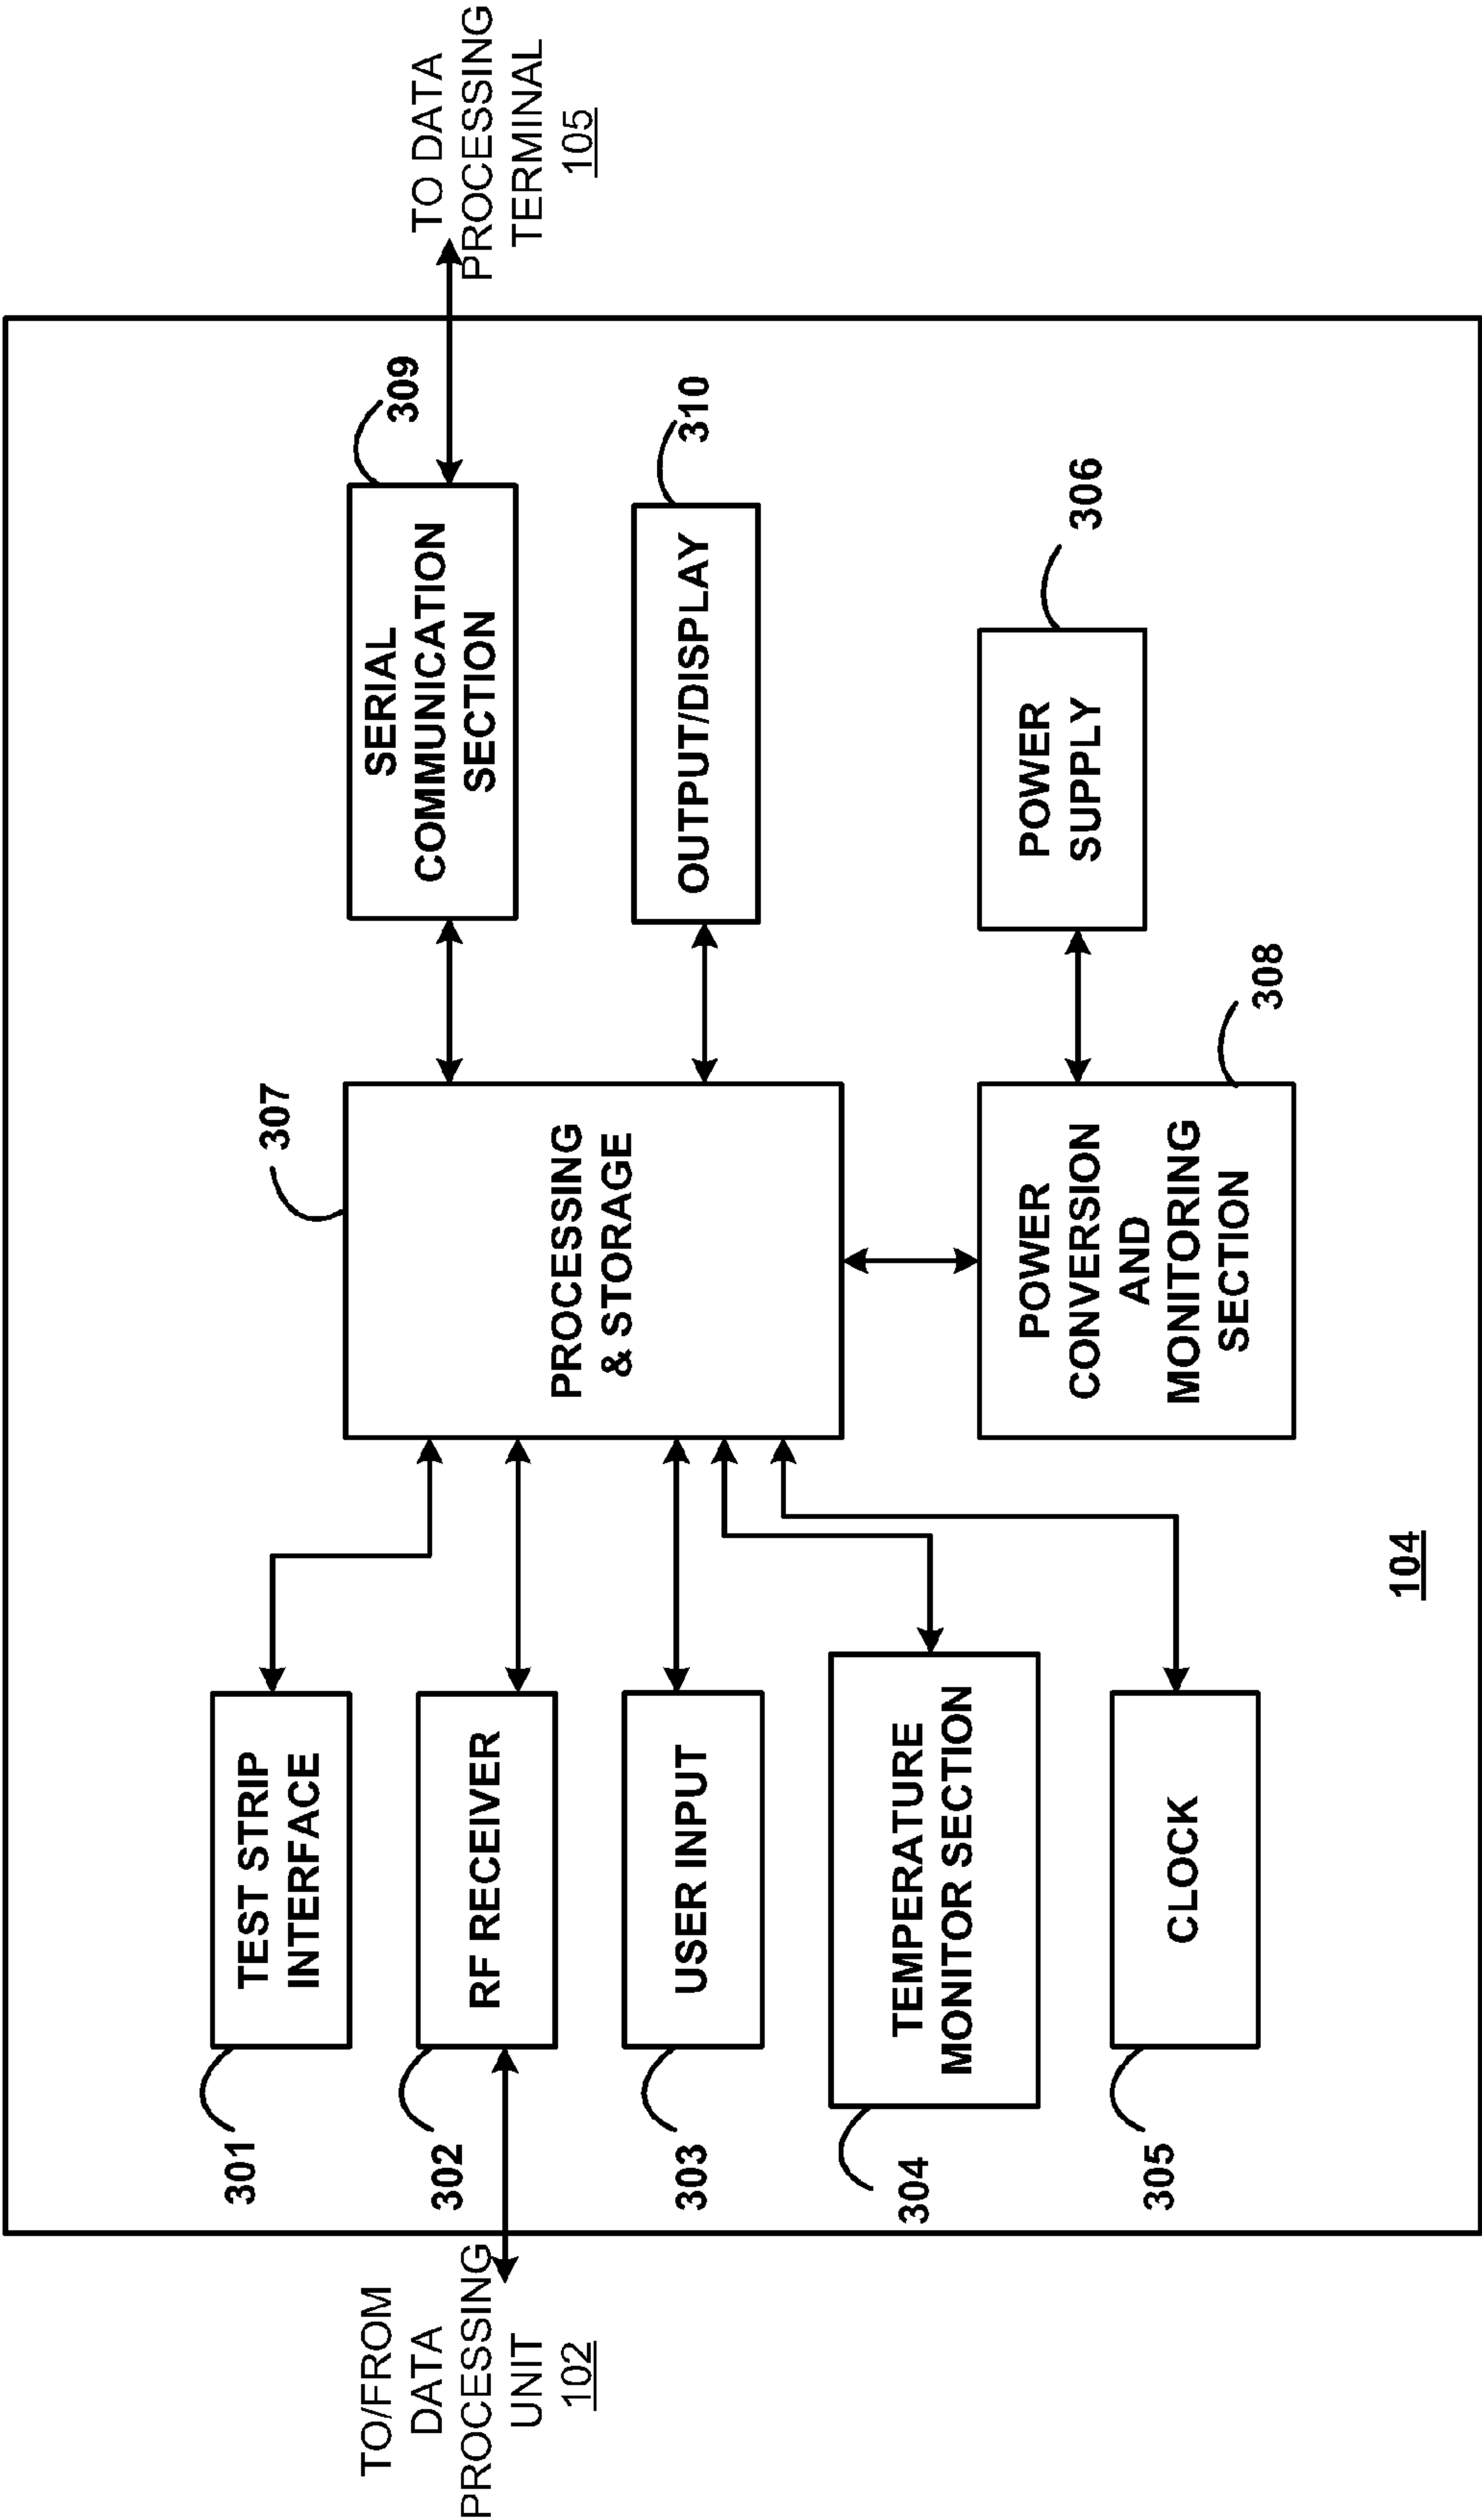 TO/FROM
DATA
PROCESSING
UNIT
102
301
TEST STRIP
INTERFACE
302
RF RECEIVER
303
USER INPUT
304
TEMPERATURE
MONITOR SECTION
305
CLOCK
307
PROCESSING
& STORAGE
POWER
CONVERSION
AND
MONITORING
SECTION
308
SERIAL
COMMUNICATION
SECTION
309
OUTPUT/DISPLAY
310
POWER
SUPPLY
306
104
TO DATA
PROCESSING
TERMINAL
105